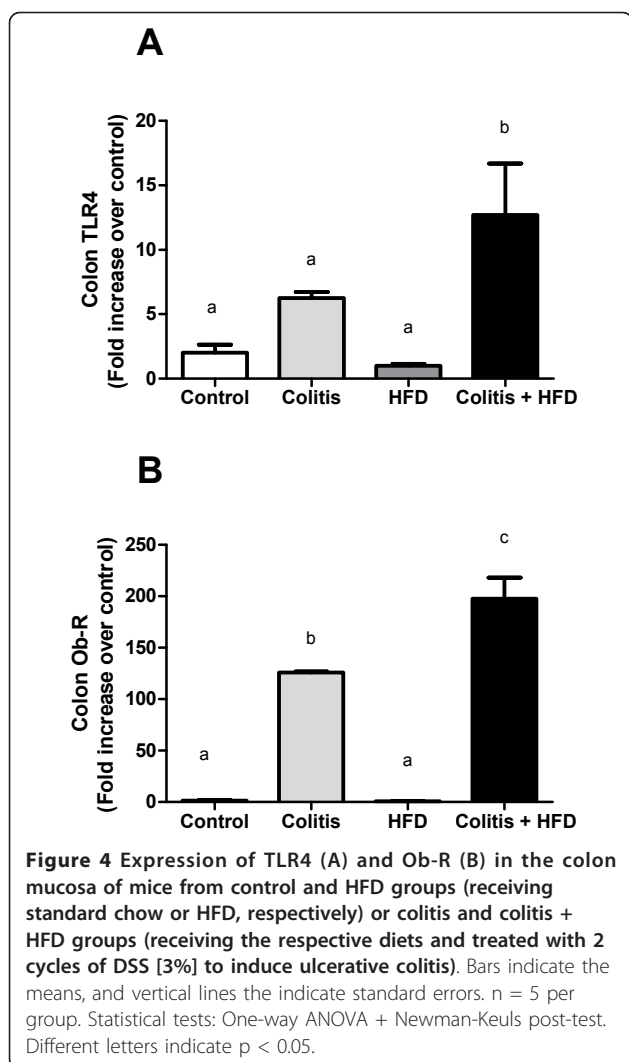 A
Colon TLR4
(Fold increase over control)
20
15
10
5
0
a
a
a
b
Control Colitis HFD Colitis + HFD
B
Colon Ob-R
(Fold increase over control)
250
200
150
100
50
0
a
b
a
c
Control Colitis HFD Colitis + HFD
Figure 4 Expression of TLR4 (A) and Ob-R (B) in the colon
mucosa of mice from control and HFD groups (receiving
standard chow or HFD, respectively) or colitis and colitis +
HFD groups (receiving the respective diets and treated with 2
cycles of DSS [3%] to induce ulcerative colitis). Bars indicate the
means, and vertical lines the indicate standard errors. n = 5 per
group. Statistical tests: One-way ANOVA + Newman-Keuls post-test.
Different letters indicate p < 0.05.